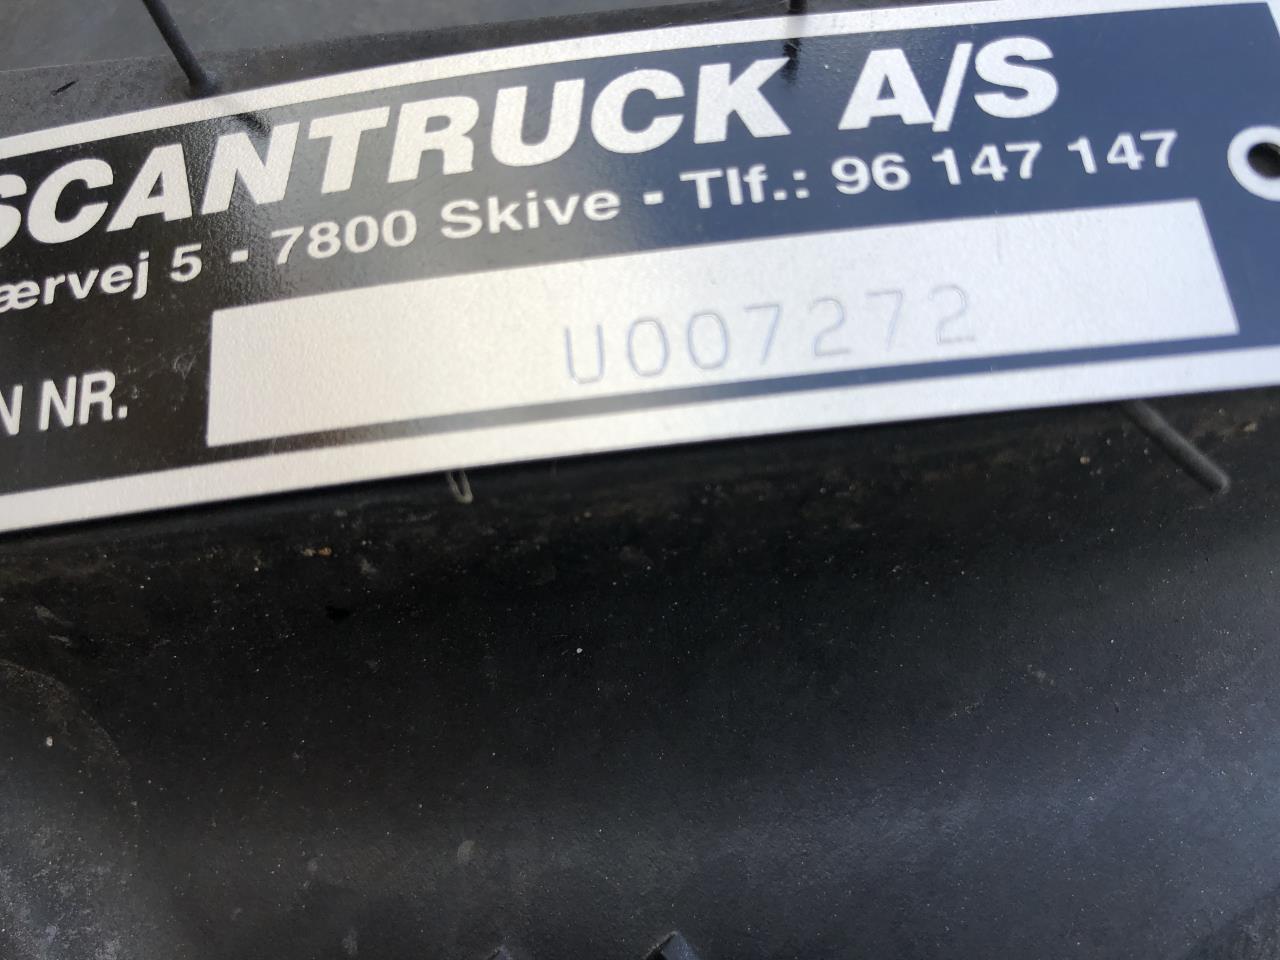 SCANTRUCK A/S
ærvej 5 - 7800 Skive - Tlf.: 96 147 147
N NR. U007272